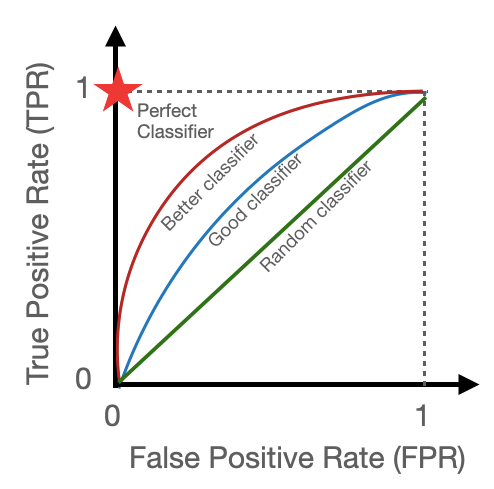 1
Perfect
Classifier
Better classifier
Good classifier
Random classifier
True Positive Rate (TPR)
0
0
1
False Positive Rate (FPR)